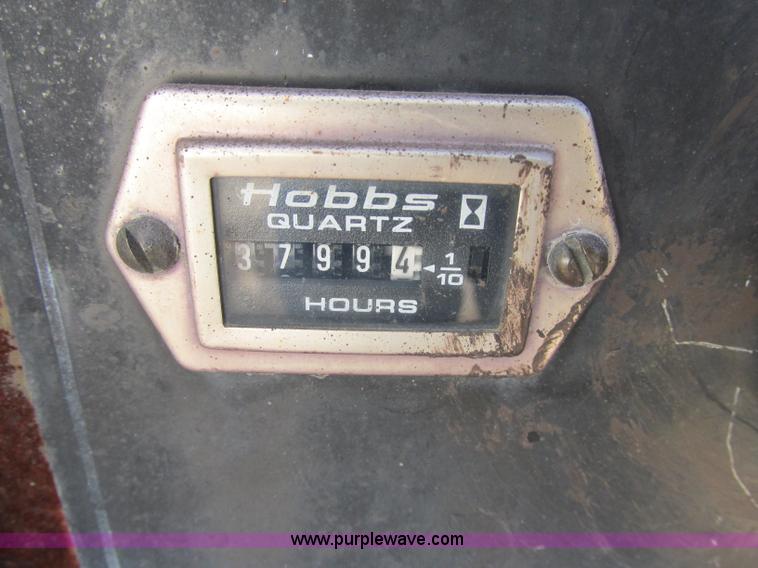 Hobbs
QUARTZ
37994 1/10
HOURS
www.purplewave.com